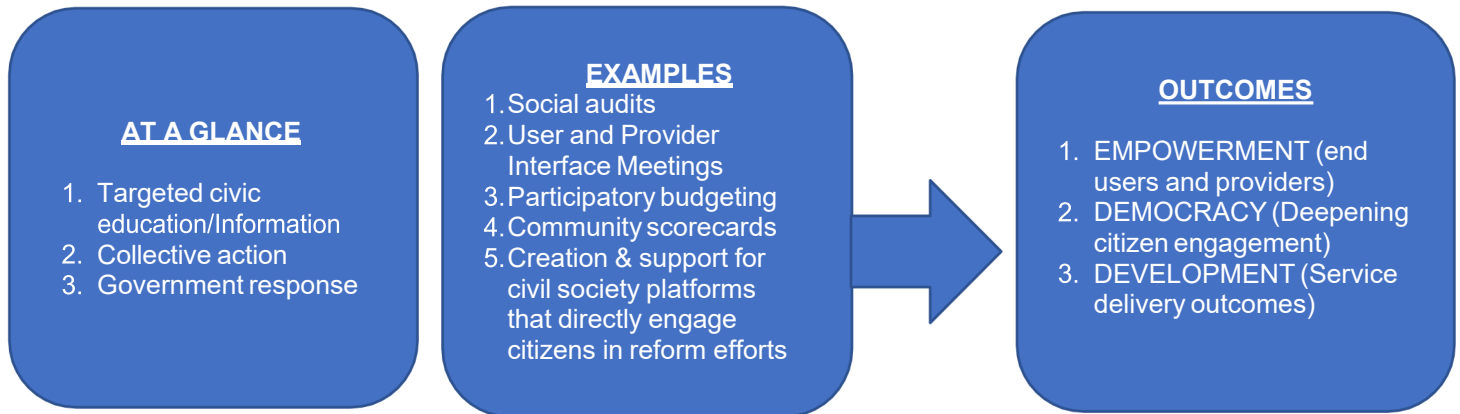 AT A GLANCE
1. Targeted civic
education/Information
2. Collective action
3. Government response
EXAMPLES
1. Social audits
2. User and Provider
Interface Meetings
3. Participatory budgeting
4. Community scorecards
5. Creation & support for
civil society platforms
that directly engage
citizens in reform efforts
OUTCOMES
1. EMPOWERMENT (end
users and providers)
2. DEMOCRACY (Deepening
citizen engagement)
3. DEVELOPMENT (Service
delivery outcomes)